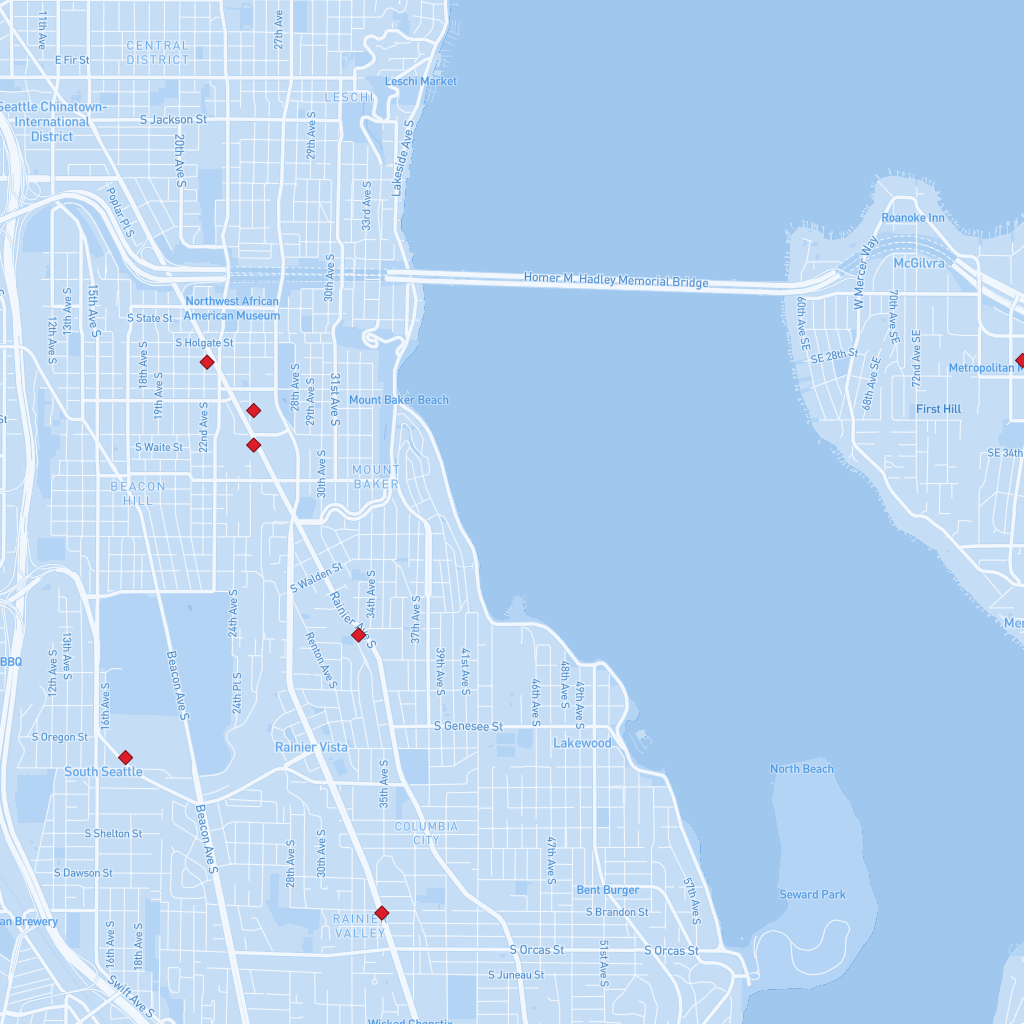 11th Ave
27th Ave
CENTRAL
DISTRICT
E Fir St
Leschi Market
LESCHI
Seattle Chinatown-
International
District
S Jackson St
29th Ave S
20th Ave S
Lakeside Ave S
33rd Ave S
Poplar Pl S
Roanoke Inn
McGilvra
W Mercer Way
30th Ave S
Homer M. Hadley Memorial Bridge
Northwest African
American Museum
15th Ave S
13th Ave S
12th Ave S
S State St
S Holgate St
60th Ave SE
70th Ave SE
72nd Ave SE
SE 28th St
68th Ave SE
Metropolitan M
First Hill
18th Ave S
19th Ave S
22nd Ave S
28th Ave S
29th Ave S
31st Ave S
Mount Baker Beach
S Waite St
30th Ave S
MOUNT
BAKER
SE 34th
BEACON
HILL
S Walden St
34th Ave S
Rainier Ave S
37th Ave S
24th Ave S
Renton Ave S
Mer
13th Ave S
12th Ave S
BBQ
16th Ave S
Beacon Ave S
24th Pl S
39th Ave S
41st Ave S
46th Ave S
48th Ave S
49th Ave S
S Genesee St
Lakewood
S Oregon St
South Seattle
Rainier Vista
35th Ave S
North Beach
S Shelton St
Beacon Ave S
COLUMBIA
CITY
28th Ave S
30th Ave S
47th Ave S
S Dawson St
Bent Burger
57th Ave S
Seward Park
S Brandon St
an Brewery
16th Ave S
18th Ave S
RAINIER
VALLEY
S Orcas St
51st Ave S
S Orcas St
S Juneau St
Swift Ave S
Wicked Chopstix